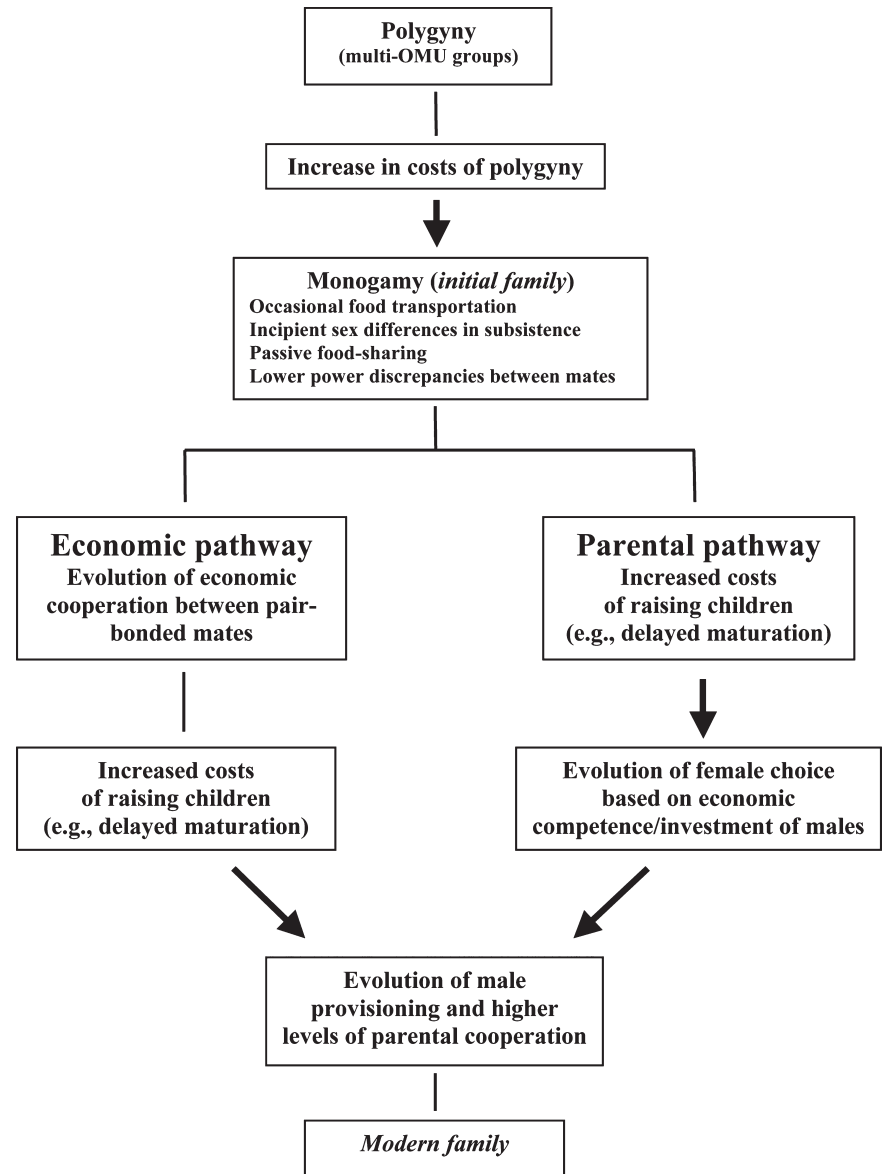 Polygyny
(multi-OMU groups)
Increase in costs of polygyny
Monogamy (initial family)
Occasional food transportation
Incipient sex differences in subsistence
Passive food-sharing
Lower power discrepancies between mates
Economic pathway
Evolution of economic
cooperation between pair-
bonded mates
Parental pathway
Increased costs
of raising children
(e.g., delayed maturation)
Increased costs
of raising children
(e.g., delayed maturation)
Evolution of female choice
based on economic
competence/investment of males
Evolution of male
provisioning and higher
levels of parental cooperation
Modern family